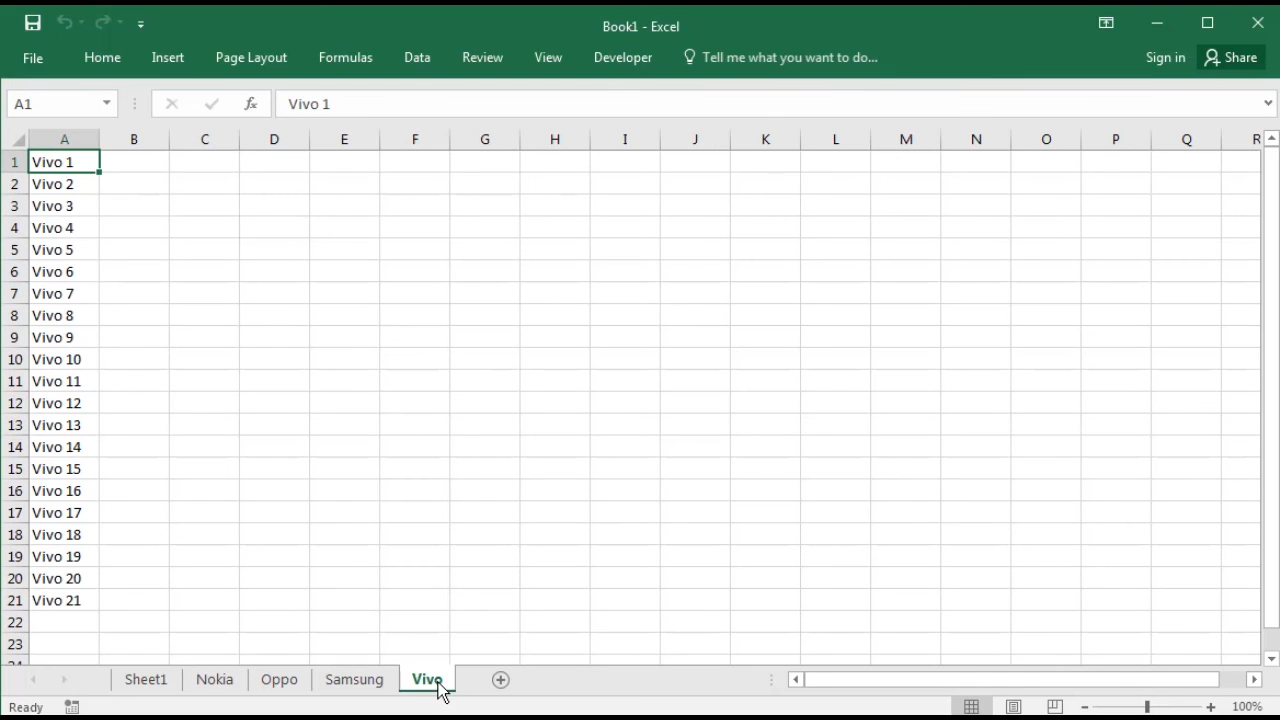 Book1 - Excel
File Home Insert Page Layout Formulas Data Review View Developer Tell me what you want to do... Sign in Share
A1 fx Vivo 1
A B C D E F G H I J K L M N O P Q R
1 Vivo 1
2 Vivo 2
3 Vivo 3
4 Vivo 4
5 Vivo 5
6 Vivo 6
7 Vivo 7
8 Vivo 8
9 Vivo 9
10 Vivo 10
11 Vivo 11
12 Vivo 12
13 Vivo 13
14 Vivo 14
15 Vivo 15
16 Vivo 16
17 Vivo 17
18 Vivo 18
19 Vivo 19
20 Vivo 20
21 Vivo 21
22
23
24
Sheet1 Nokia Oppo Samsung Vivo
Ready 100%